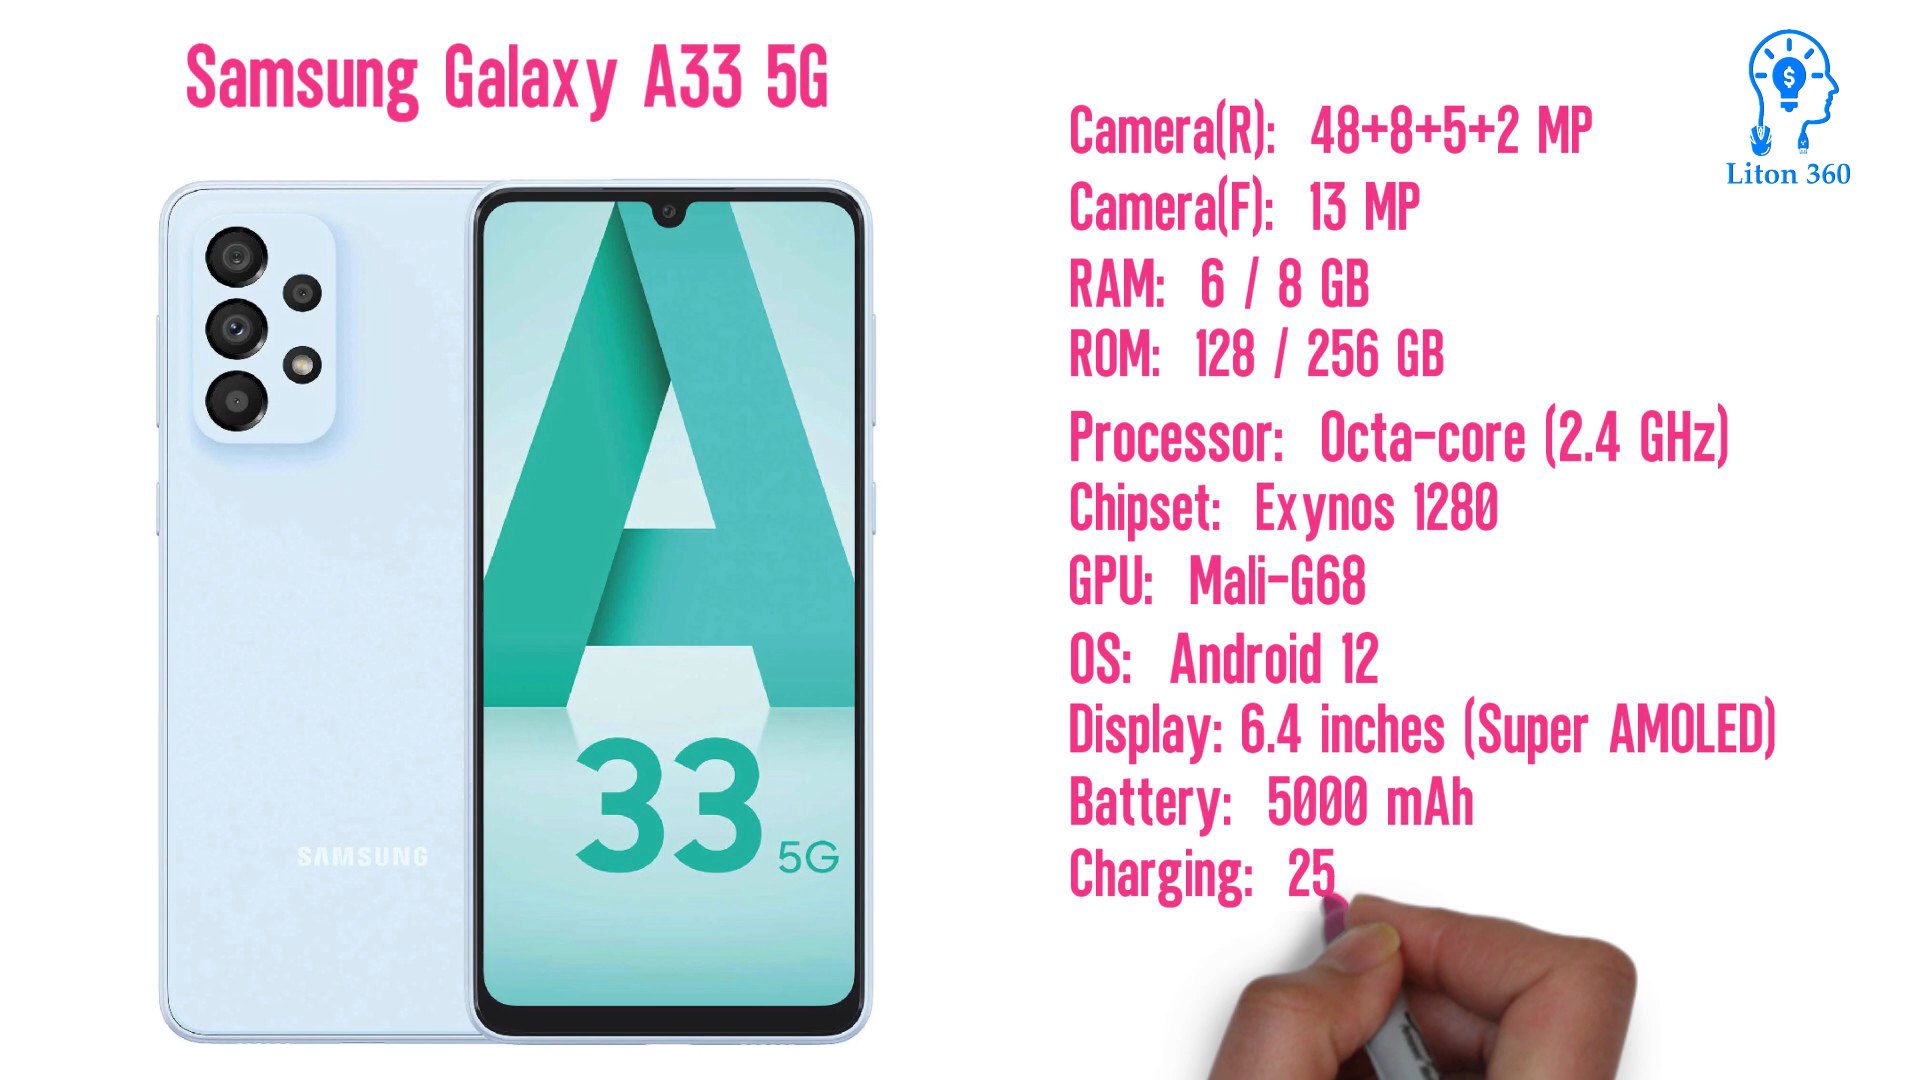 Samsung Galaxy A33 5G
Liton 360
Camera(R): 48+8+5+2 MP
Camera(F): 13 MP
RAM: 6 / 8 GB
ROM: 128 / 256 GB
Processor: Octa-core (2.4 GHz)
Chipset: Exynos 1280
GPU: Mali-G68
OS: Android 12
Display: 6.4 inches (Super AMOLED)
Battery: 5000 mAh
Charging: 25
SAMSUNG
33 5G